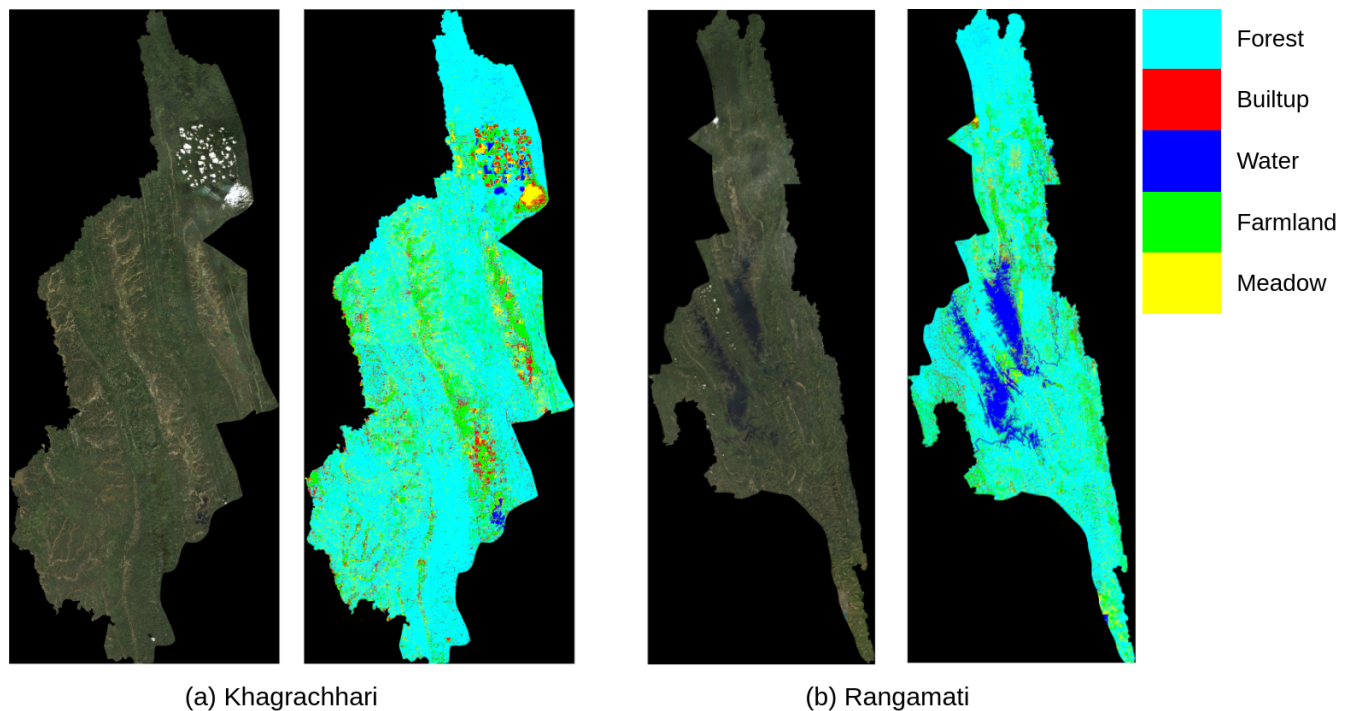 Forest
Builtup
Water
Farmland
Meadow
(a) Khagrachhari
(b) Rangamati